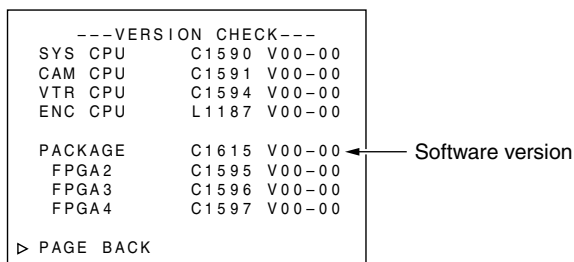 ---VERSION CHECK---
SYS CPU C1590 V00-00
CAM CPU C1591 V00-00
VTR CPU C1594 V00-00
ENC CPU L1187 V00-00
PACKAGE C1615 V00-00 Software version
FPGA2 C1595 V00-00
FPGA3 C1596 V00-00
FPGA4 C1597 V00-00
PAGE BACK